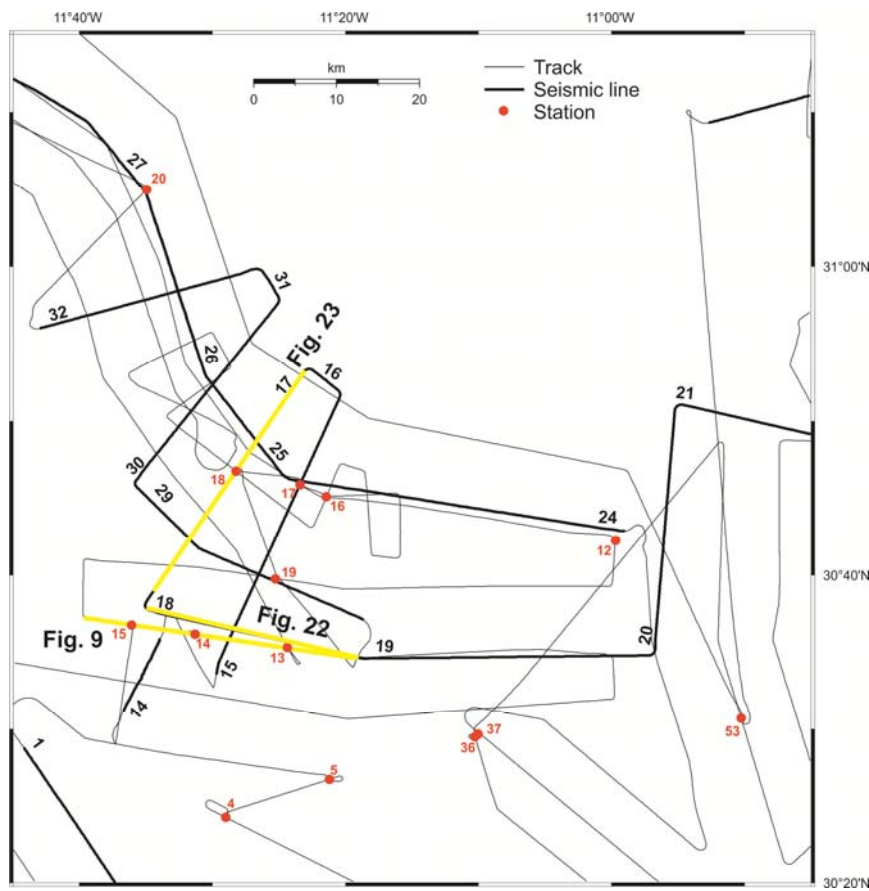 11°40'W 11°20'W 11°00'W
km
0 10 20
Track
Seismic line
Station
27
20
31°00'N
31
32
Fig. 23
26
17
16
21
25
30
18
29
17
16
24
12
19
30°40'N
18
Fig. 22
15
14
Fig. 9
13
19
20
15
14
37
36
53
1
5
4
30°20'N